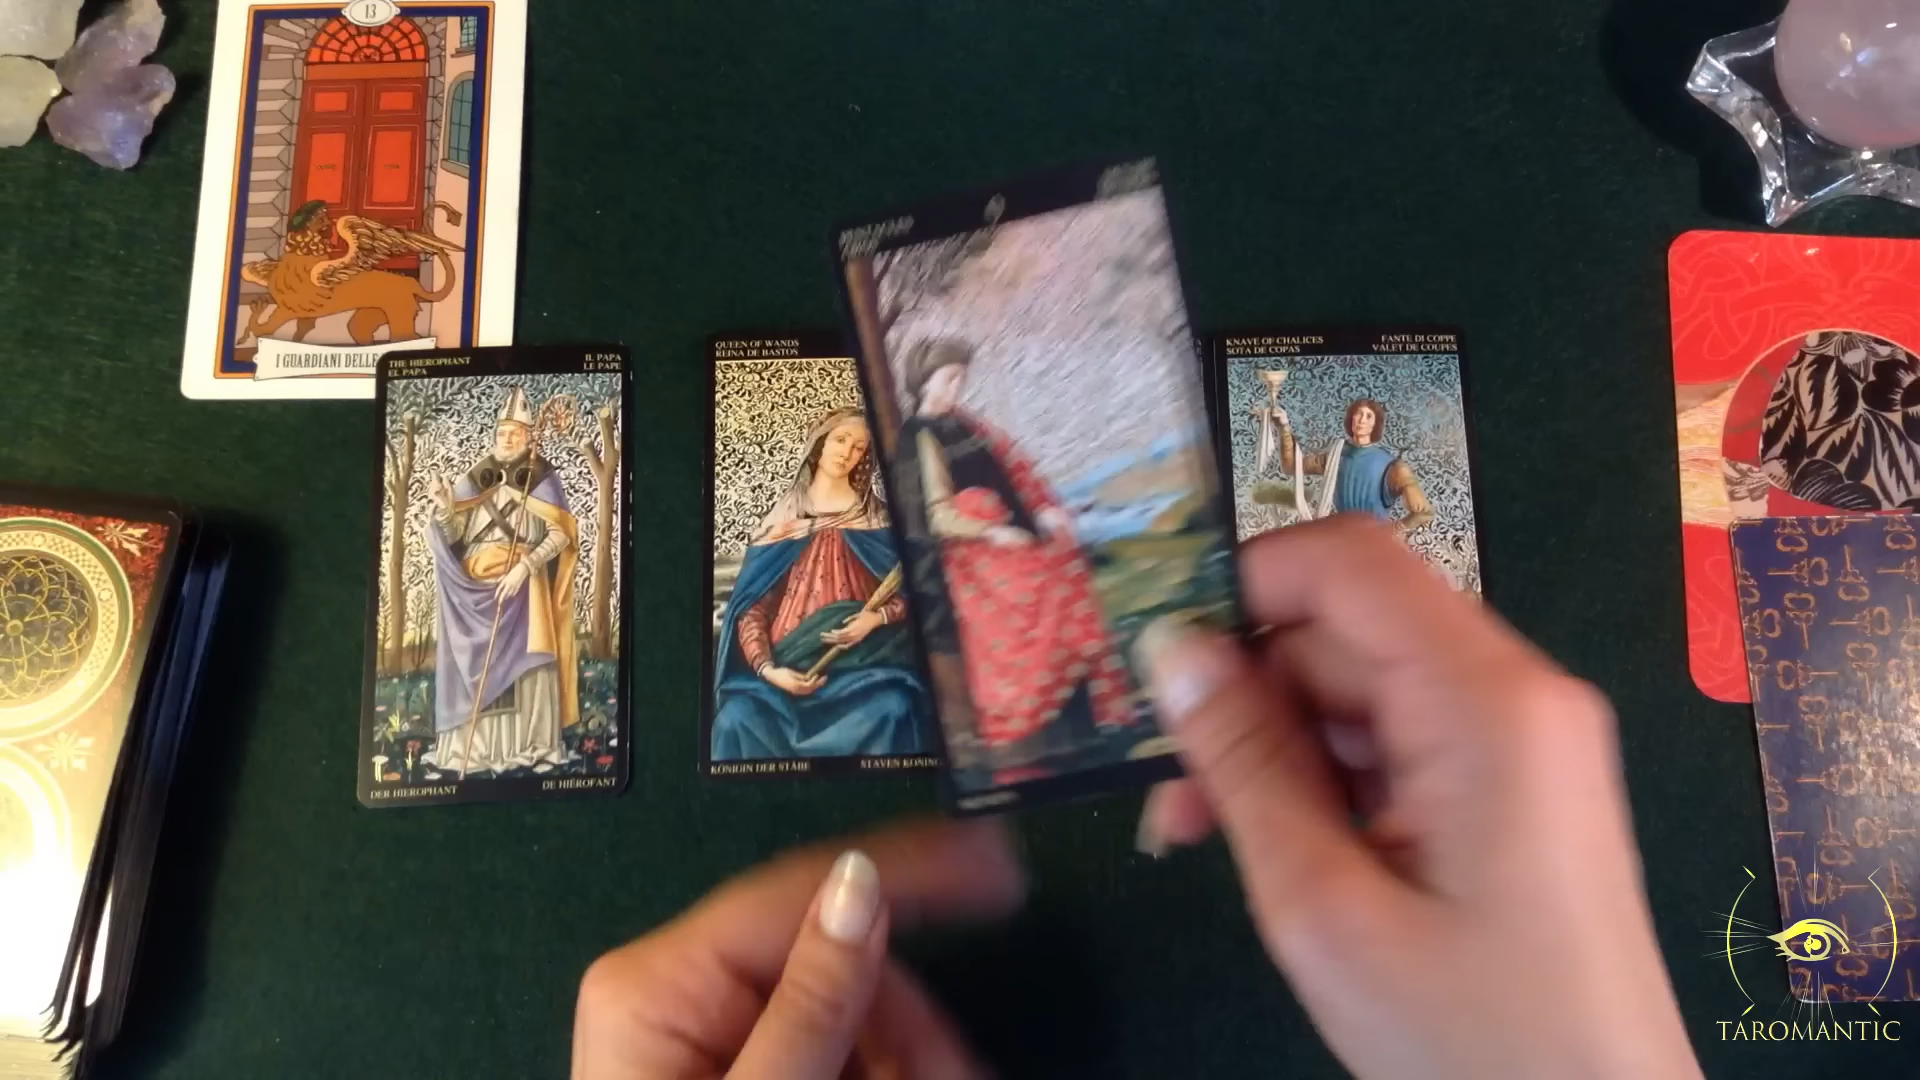 13
I GUARDIANI DELLE
THE HIEROPHANT
EL PAPA
IL PAPA
LE PAPE
DER HIEROPHANT
DE HIËROFANT
QUEEN OF WANDS
REINA DE BASTOS
KÖNIGIN DER STÄBE
STAVEN KONING
KNAVE OF CHALICES
SOTA DE COPAS
FANTE DI COPPE
VALET DE COUPES
TAROMANTIC